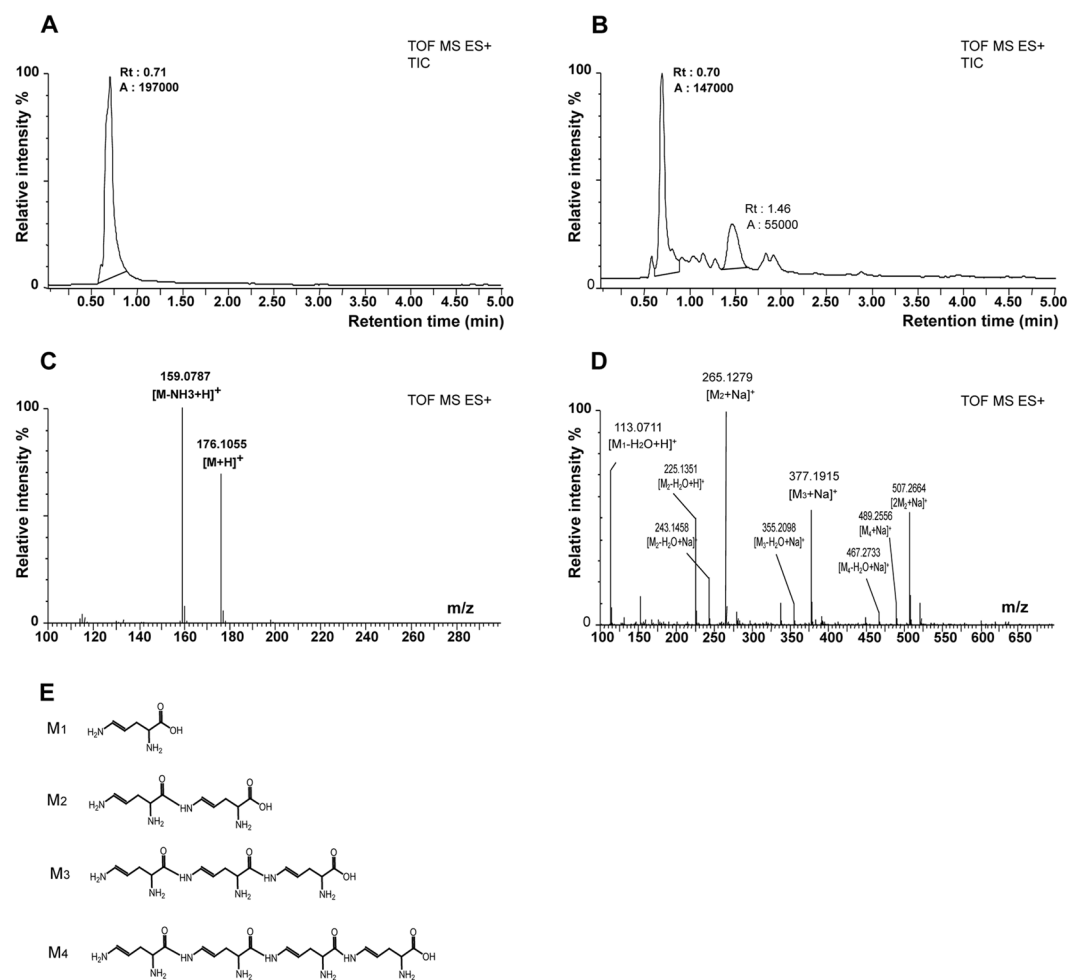 A
TOF MS ES+
TIC
Rt : 0.71
A : 197000
100
0
Relative intensity %
0.50 1.00 1.50 2.00 2.50 3.00 3.50 4.00 4.50 5.00
Retention time (min)
B
TOF MS ES+
TIC
Rt : 0.70
A : 147000
Rt : 1.46
A : 55000
100
0
Relative intensity %
0.50 1.00 1.50 2.00 2.50 3.00 3.50 4.00 4.50 5.00
Retention time (min)
C
159.0787
[M-NH3+H]+
TOF MS ES+
176.1055
[M+H]+
100
0
Relative intensity %
m/z
100 120 140 160 180 200 220 240 260 280
D
265.1279
[M2+Na]+
TOF MS ES+
113.0711
[M1-H2O+H]+
225.1351
[M2-H2O+H]+
377.1915
[M3+Na]+
507.2664
[2M2+Na]+
243.1458
[M2-H2O+Na]+
355.2098
[M3-H2O+Na]+
489.2556
[M4+Na]+
467.2733
[M4-H2O+Na]+
100
0
Relative intensity %
m/z
100 150 200 250 300 350 400 450 500 550 600 650
E
M1
H2N
O
OH
NH2
M2
H2N
O
NH2
HN
O
OH
NH2
M3
H2N
O
NH2
HN
O
NH2
HN
O
OH
NH2
M4
H2N
O
NH2
HN
O
NH2
HN
O
NH2
HN
O
OH
NH2